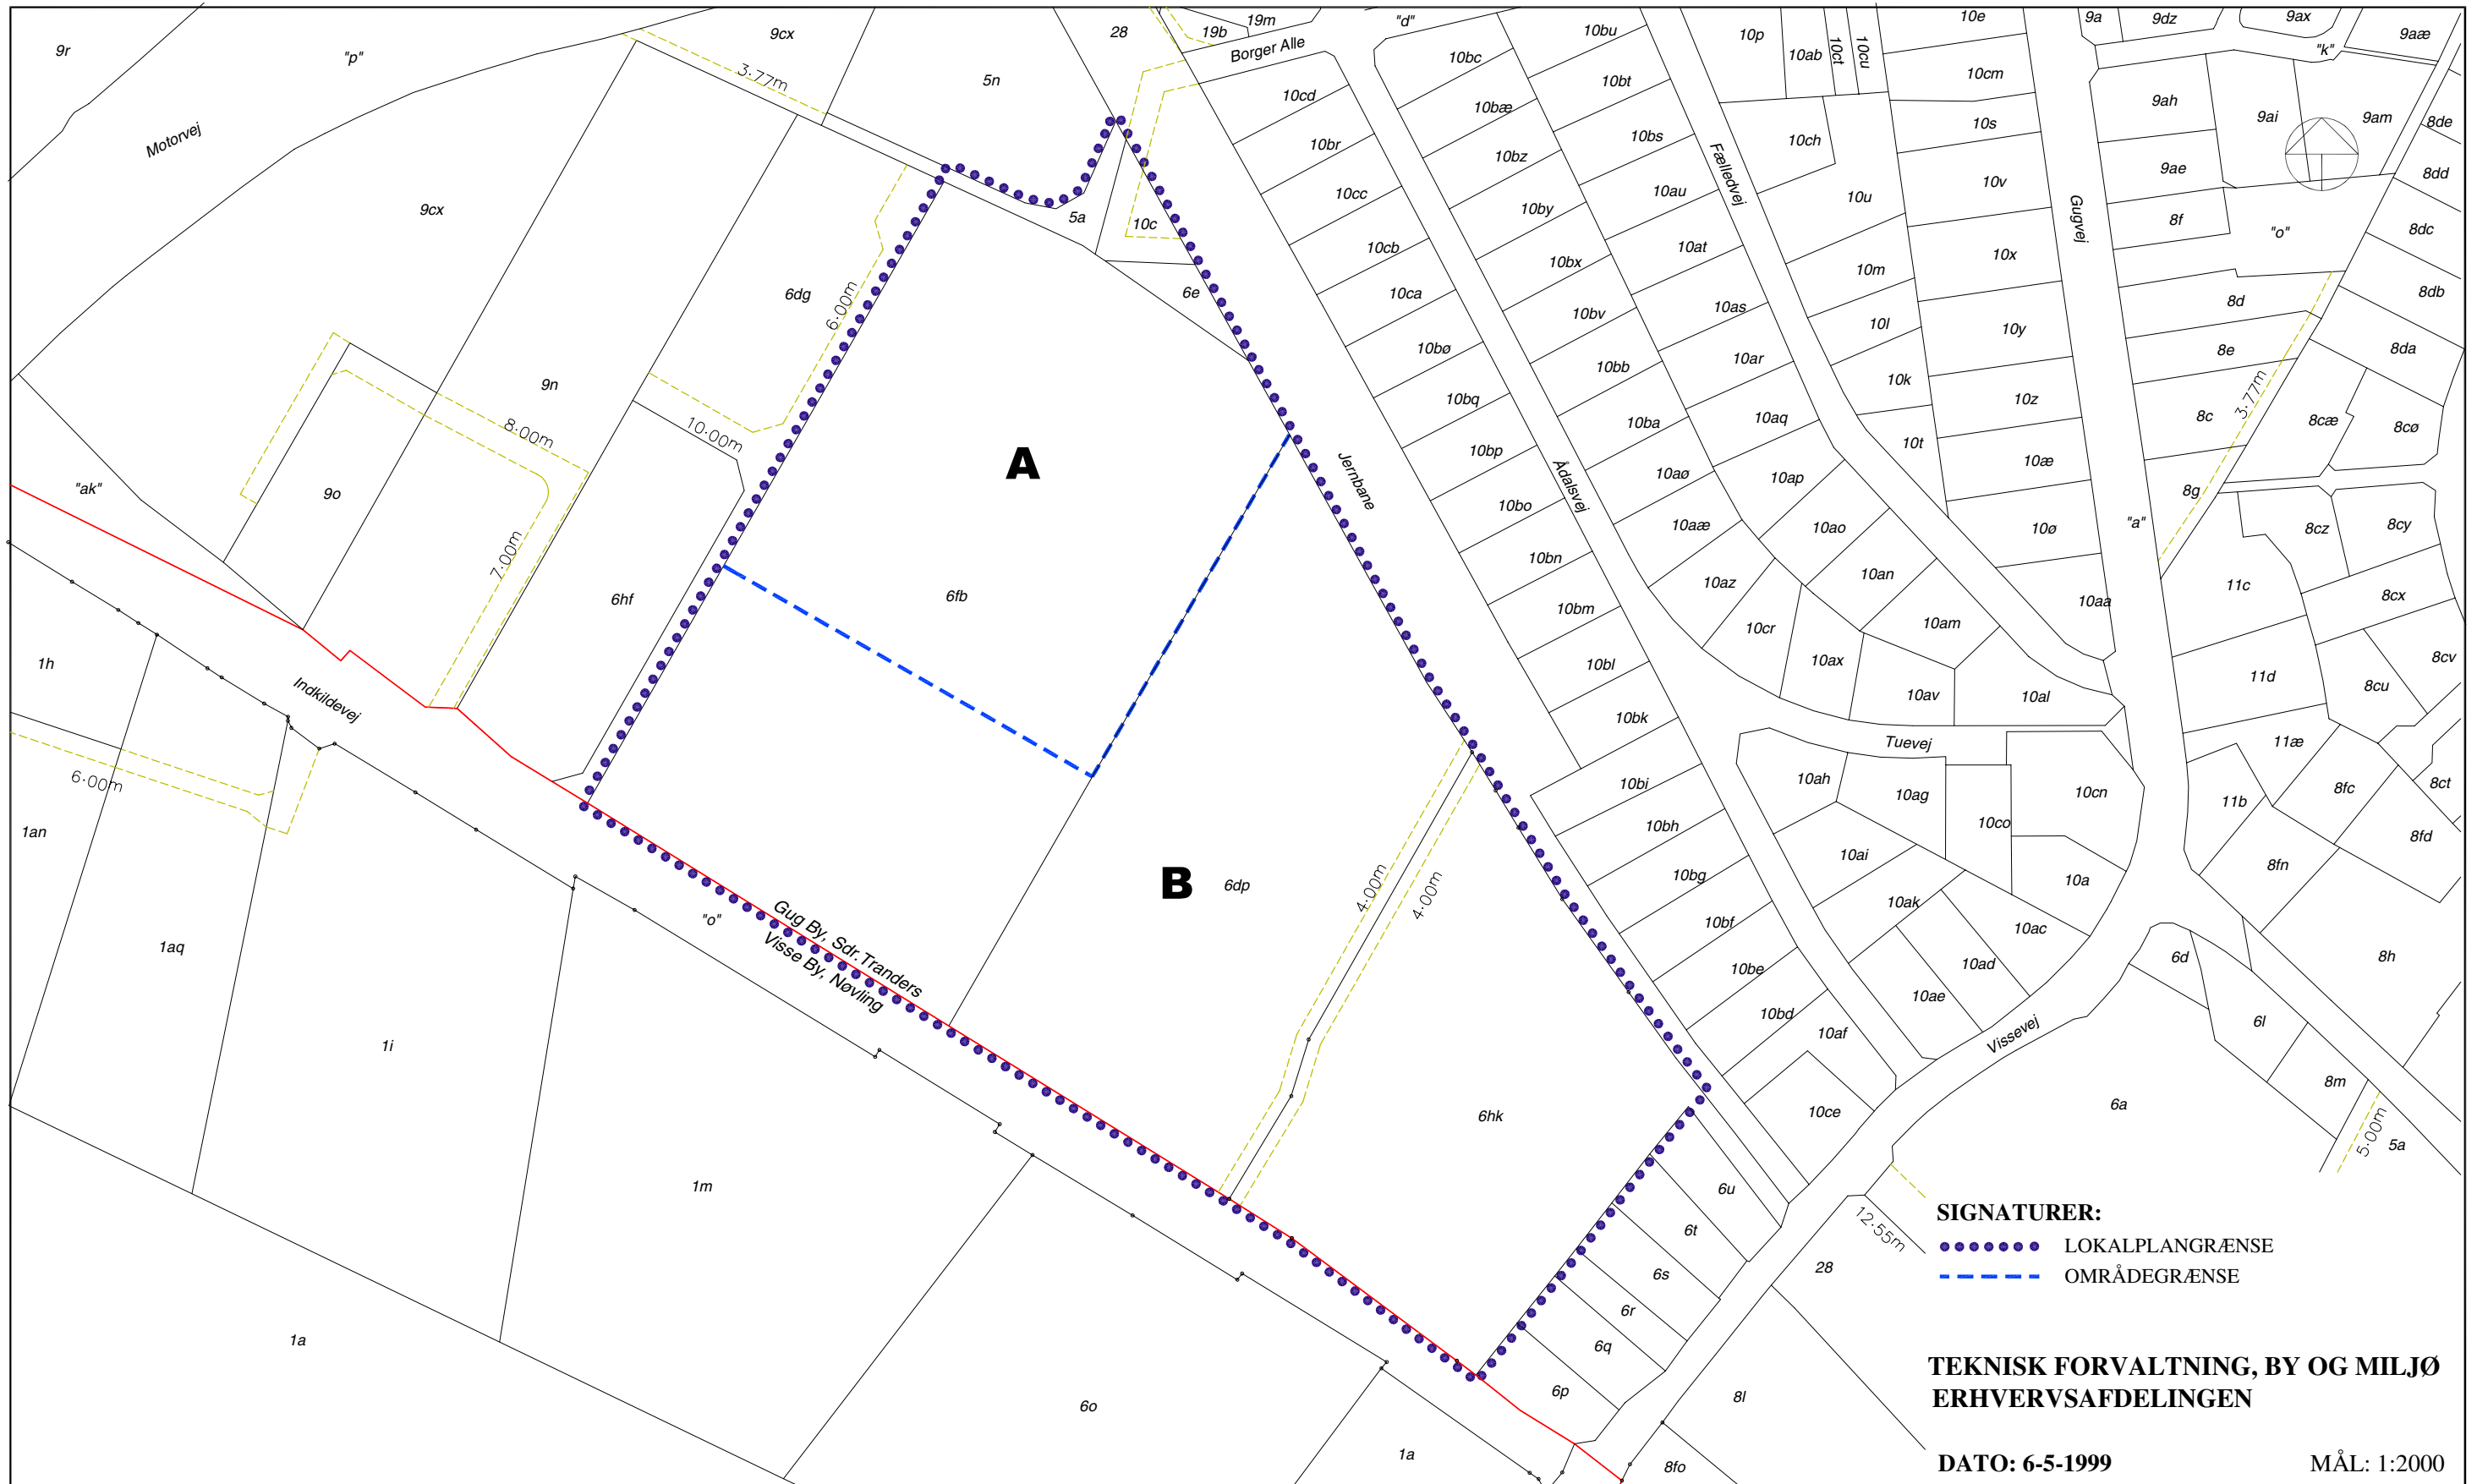 9r
"p"
9cx
28
19m
19b
"d"
Borger Alle
10bc
10bu
10p
10ab
10ct
10cu
10e
9a
9dz
9ax
"k"
9aæ
Motorvej
3.77m
5n
10cd
10bæ
10bt
10cm
10s
9ah
9ai
9am
8de
10br
10bz
10bs
10ch
9ae
8dd
9cx
5a
10c
10cc
10by
10au
Fælledvej
10u
10v
Gugvej
8f
"o"
8dc
6dg
6.00m
6e
10cb
10bx
10at
10m
10x
8d
8db
10ca
10bv
10as
10l
10y
8e
8da
9n
10bø
10bb
10ar
10k
10z
8c
3.77m
8cæ
8cø
8.00m
10.00m
A
10bq
10ba
10aq
10t
10æ
Jernbane
10bp
Ådalsvej
10aø
10ap
8g
"ak"
9o
10bo
10aæ
10ao
10ø
"a"
8cz
8cy
7.00m
6hf
6fb
10bn
10az
10an
10aa
11c
8cx
10bm
10cr
10am
1h
Indkildevej
10bl
10ax
10av
10al
11d
8cu
8cv
10bk
Tuevej
11æ
6.00m
10bi
10ah
10ag
10cn
11b
8fc
8ct
1an
10bh
10co
8fd
B
6dp
4.00m
4.00m
10bg
10ai
10a
8fn
1aq
"o"
Gug By, Sdr.Tranders
Visse By, Nøvling
10bf
10ak
10ac
10be
10ad
6d
8h
1i
10bd
10ae
10af
Vissevej
6l
8m
6hk
10ce
6a
5.00m
5a
1m
6u
6t
12.55m
SIGNATURER:
LOKALPLANGRÆNSE
OMRÅDEGRÆNSE
6s
28
6r
1a
6q
6p
TEKNISK FORVALTNING, BY OG MILJØ
ERHVERVSAFDELINGEN
6o
8l
1a
8fo
DATO: 6-5-1999
MÅL: 1:2000